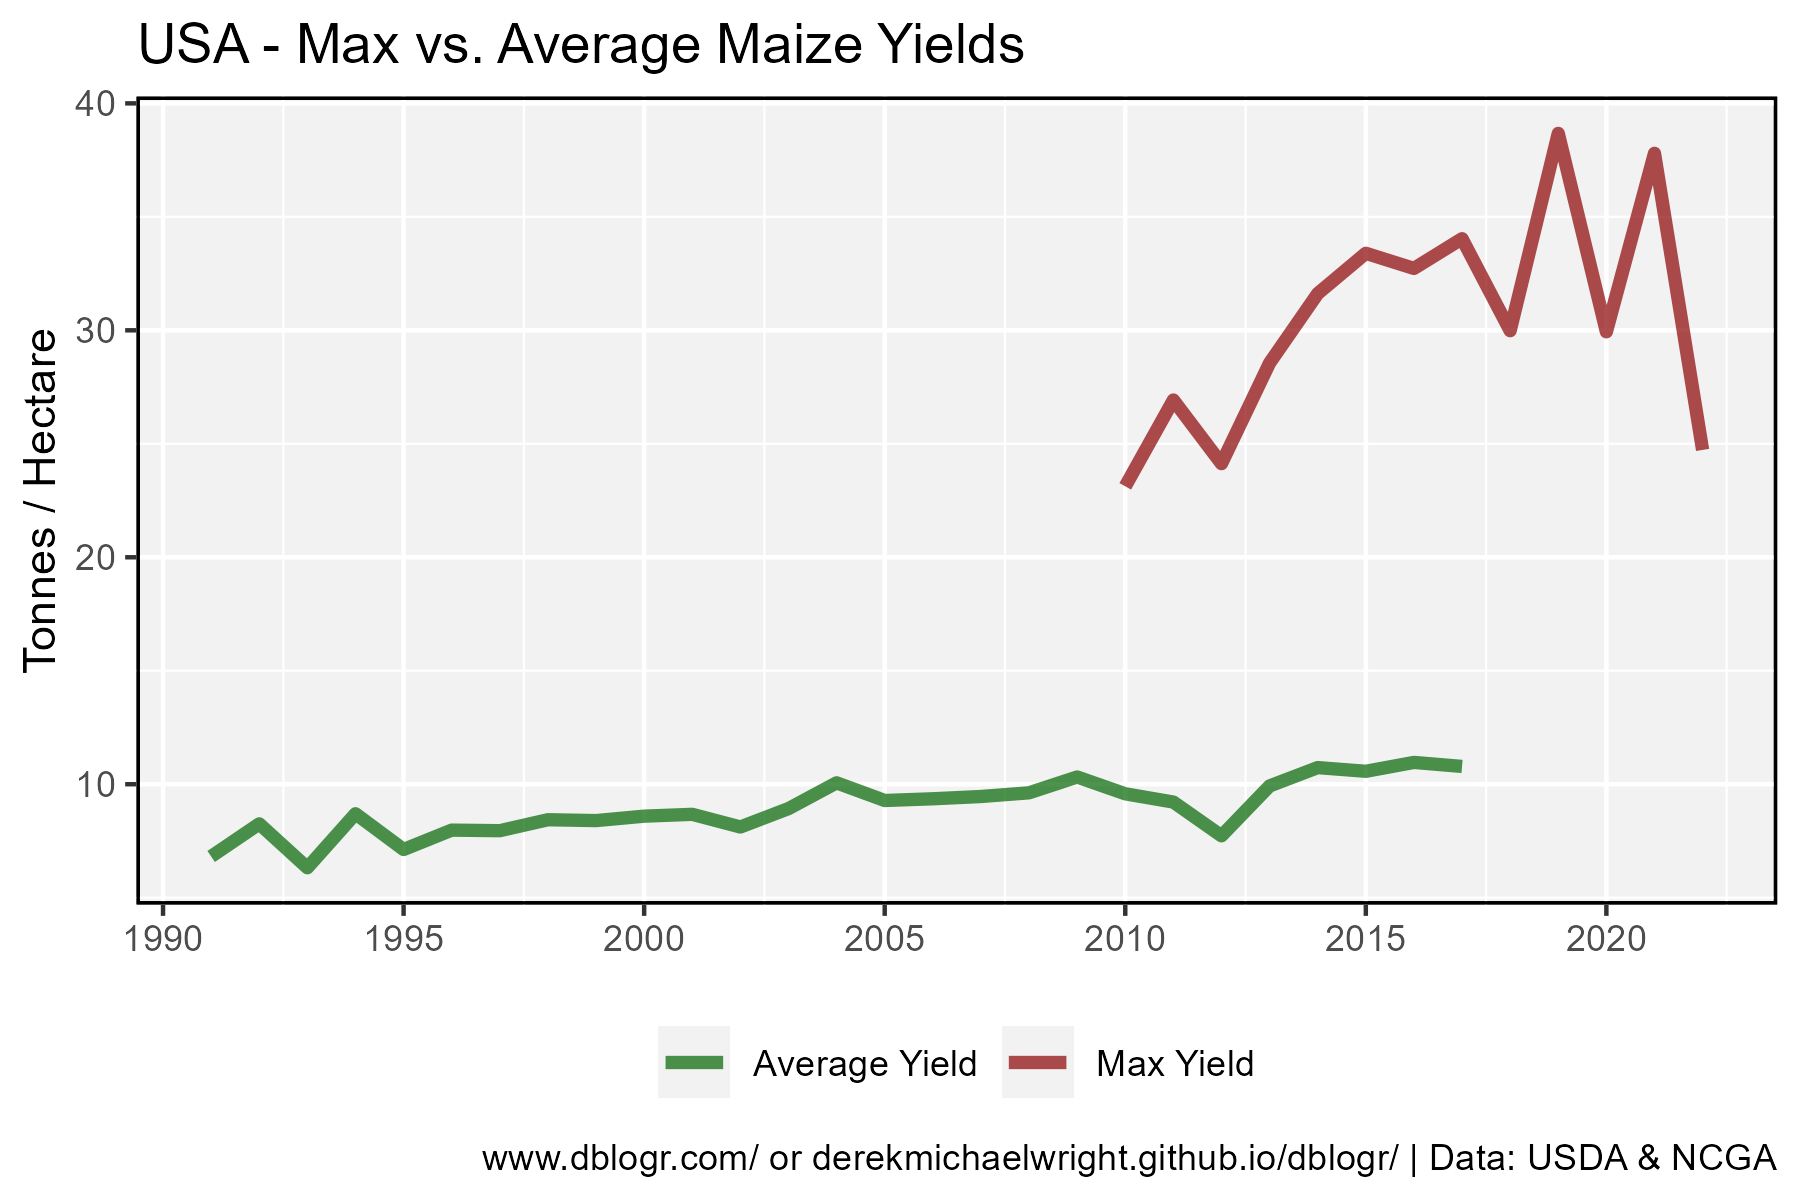 USA - Max vs. Average Maize Yields
Tonnes / Hectare
40
30
20
10
1990 1995 2000 2005 2010 2015 2020
Average Yield Max Yield
www.dblogr.com/ or derekmichaelwright.github.io/dblogr/ | Data: USDA & NCGA